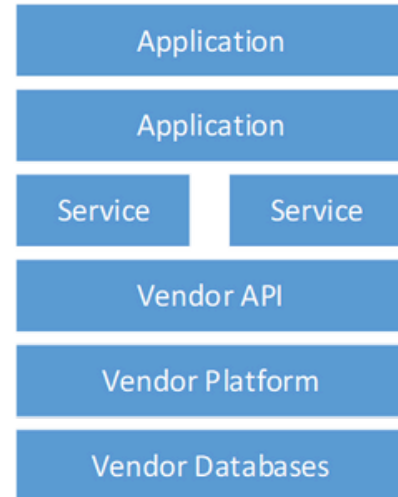 Application
Application
Service
Service
Vendor API
Vendor Platform
Vendor Databases